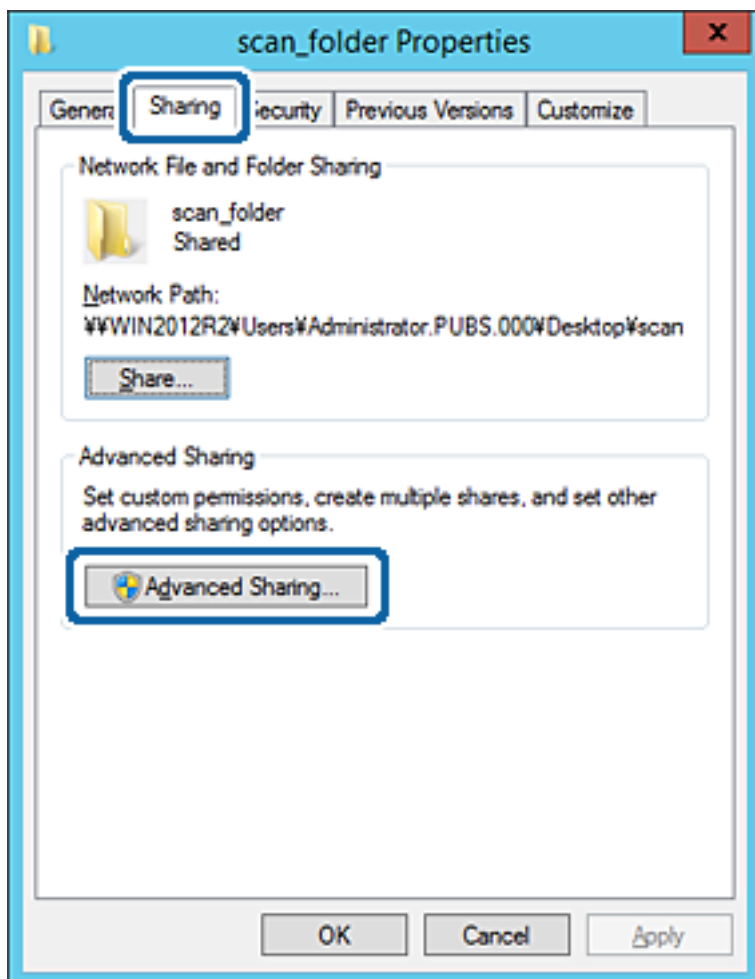 scan_folder Properties
x
General Sharing Security Previous Versions Customize
Network File and Folder Sharing
scan_folder
Shared
Network Path:
¥¥WIN2012R2¥Users¥Administrator.PUBS.000¥Desktop¥scan
Share...
Advanced Sharing
Set custom permissions, create multiple shares, and set other
advanced sharing options.
Advanced Sharing...
OK Cancel Apply